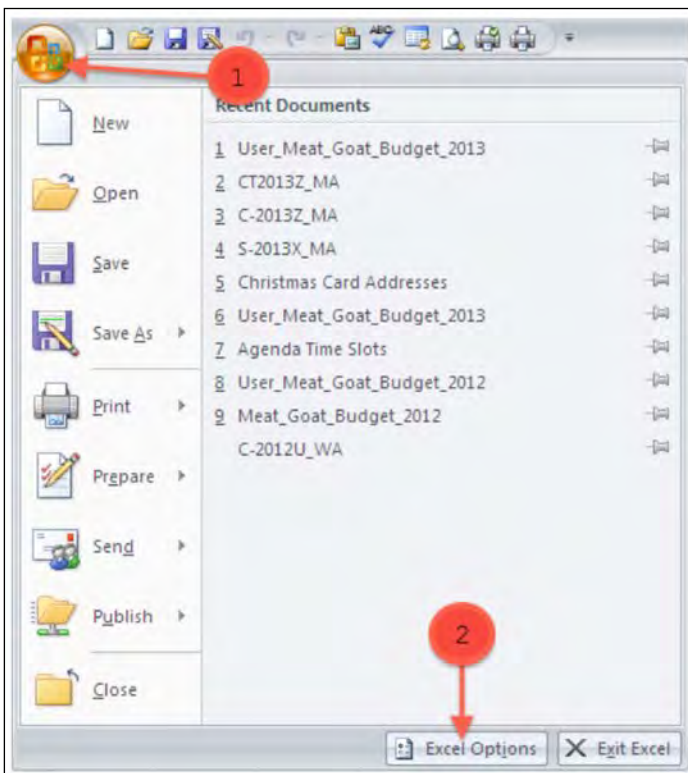 ABC
1
Recent Documents
New
Open
Save
Save As
Print
Prepare
Send
Publish
Close
1 User_Meat_Goat_Budget_2013
2 CT2013Z_MA
3 C-2013Z_MA
4 S-2013X_MA
5 Christmas Card Addresses
6 User_Meat_Goat_Budget_2013
7 Agenda Time Slots
8 User_Meat_Goat_Budget_2012
9 Meat_Goat_Budget_2012
C-2012U_WA
2
Excel Options
Exit Excel